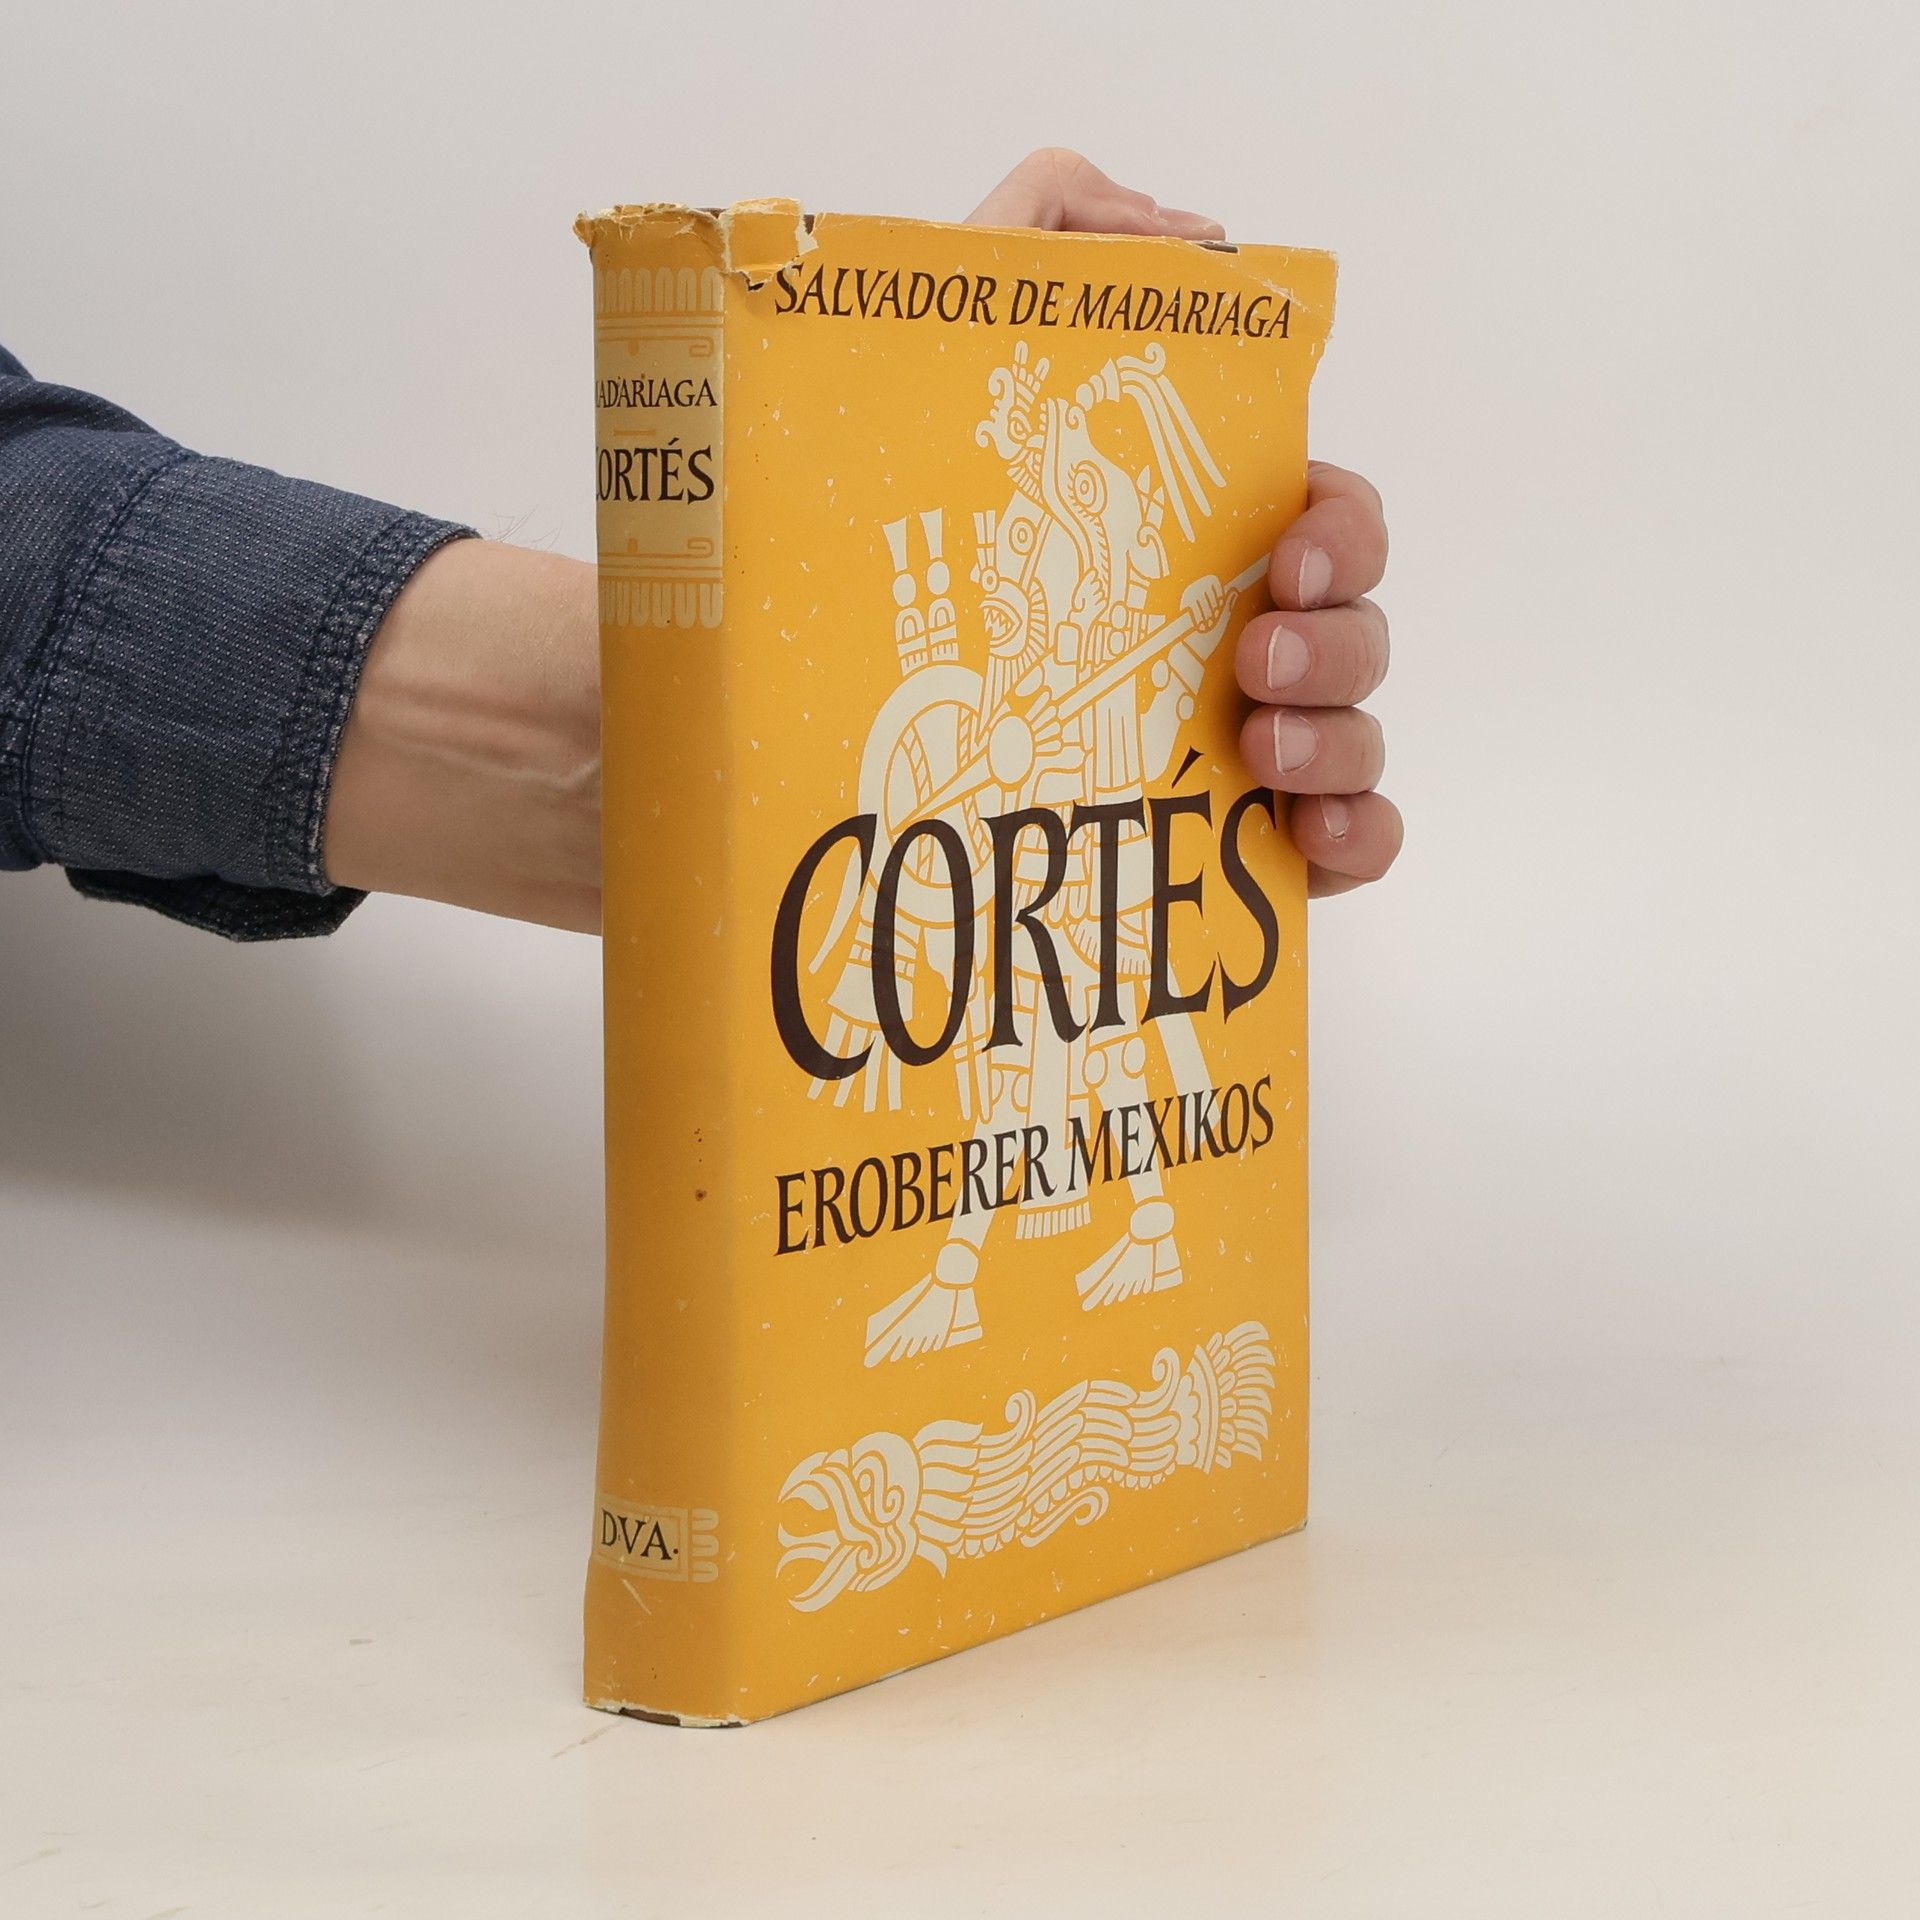 SALVADOR DE MADARIAGA
CORTÉS
EROBERER MEXIKOS
MADARIAGA
CORTÉS
D·V·A·